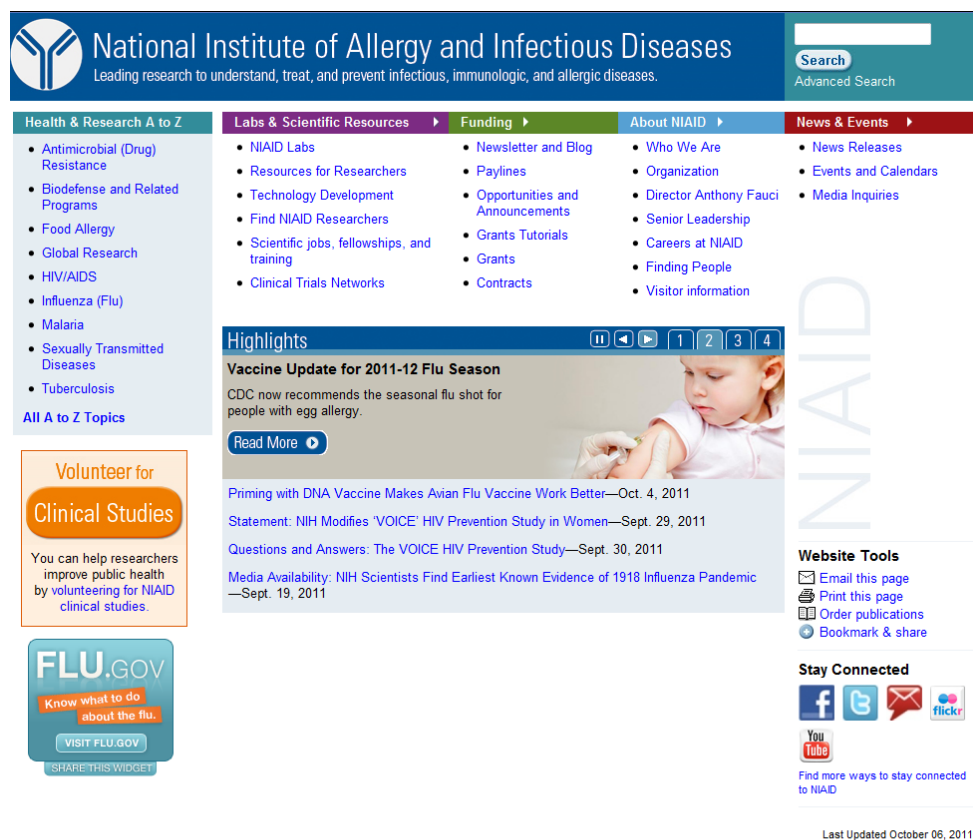 National Institute of Allergy and Infectious Diseases
Leading research to understand, treat, and prevent infectious, immunologic, and allergic diseases.
Search
Advanced Search
Health & Research A to Z
Antimicrobial (Drug)
Resistance
Biodefense and Related
Programs
Food Allergy
Global Research
HIV/AIDS
Influenza (Flu)
Malaria
Sexually Transmitted
Diseases
Tuberculosis
All A to Z Topics
Volunteer for
Clinical Studies
You can help researchers
improve public health
by volunteering for NIAID
clinical studies.
FLU.GOV
Know what to do
about the flu.
VISIT FLU.GOV
SHARE THIS WIDGET
Labs & Scientific Resources
NIAID Labs
Resources for Researchers
Technology Development
Find NIAID Researchers
Scientific jobs, fellowships, and
training
Clinical Trials Networks
Funding
Newsletter and Blog
Paylines
Opportunities and
Announcements
Grants Tutorials
Grants
Contracts
About NIAID
Who We Are
Organization
Director Anthony Fauci
Senior Leadership
Careers at NIAID
Finding People
Visitor information
Highlights
1 2 3 4
Vaccine Update for 2011-12 Flu Season
CDC now recommends the seasonal flu shot for
people with egg allergy.
Read More
Priming with DNA Vaccine Makes Avian Flu Vaccine Work Better—Oct. 4, 2011
Statement: NIH Modifies ‘VOICE’ HIV Prevention Study in Women—Sept. 29, 2011
Questions and Answers: The VOICE HIV Prevention Study—Sept. 30, 2011
Media Availability: NIH Scientists Find Earliest Known Evidence of 1918 Influenza Pandemic
—Sept. 19, 2011
News & Events
News Releases
Events and Calendars
Media Inquiries
NIAID
Website Tools
Email this page
Print this page
Order publications
Bookmark & share
Stay Connected
flickr
You
Tube
Find more ways to stay connected
to NIAID
Last Updated October 06, 2011